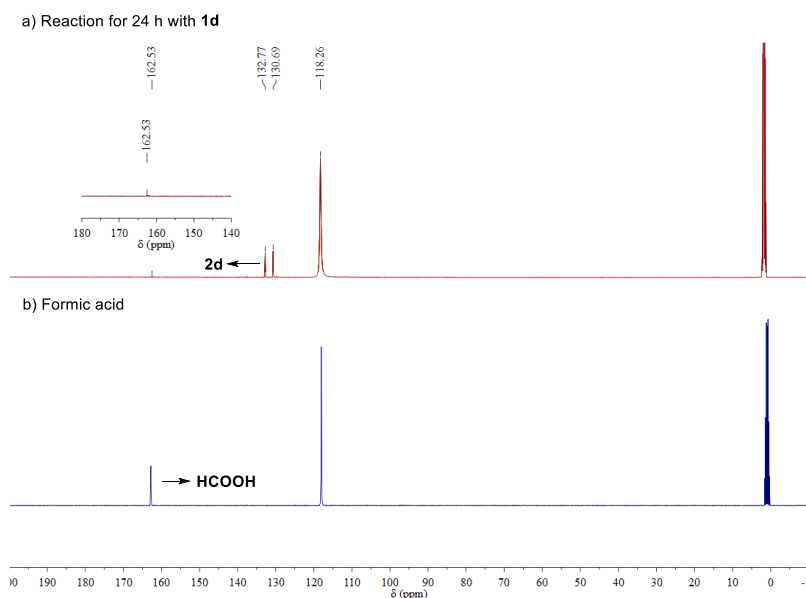 a) Reaction for 24 h with 1d
162.53
132.77
130.69
118.26
162.53
180 170 160 150 140
δ (ppm)
2d
b) Formic acid
HCOOH
00 190 180 170 160 150 140 130 120 110 100 90 80 70 60 50 40 30 20 10 0 -
δ (ppm)